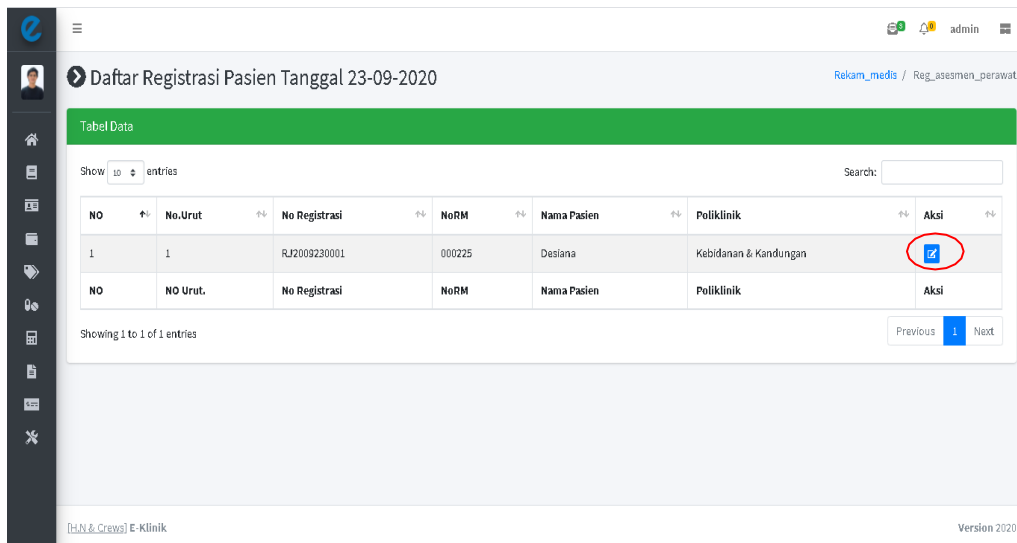 5 0 admin
Daftar Registrasi Pasien Tanggal 23-09-2020
Rekam_medis / Reg_asesmen_perawat
Tabel Data
Show 10 entries Search:
NO No.Urut No Registrasi NoRM Nama Pasien Poliklinik Aksi
1 1 RJ2009230001 000225 Desiana Kebidanan & Kandungan
NO NO Urut. No Registrasi NoRM Nama Pasien Poliklinik Aksi
Showing 1 to 1 of 1 entries Previous 1 Next
[H.N & Crews] E-Klinik Version 2020